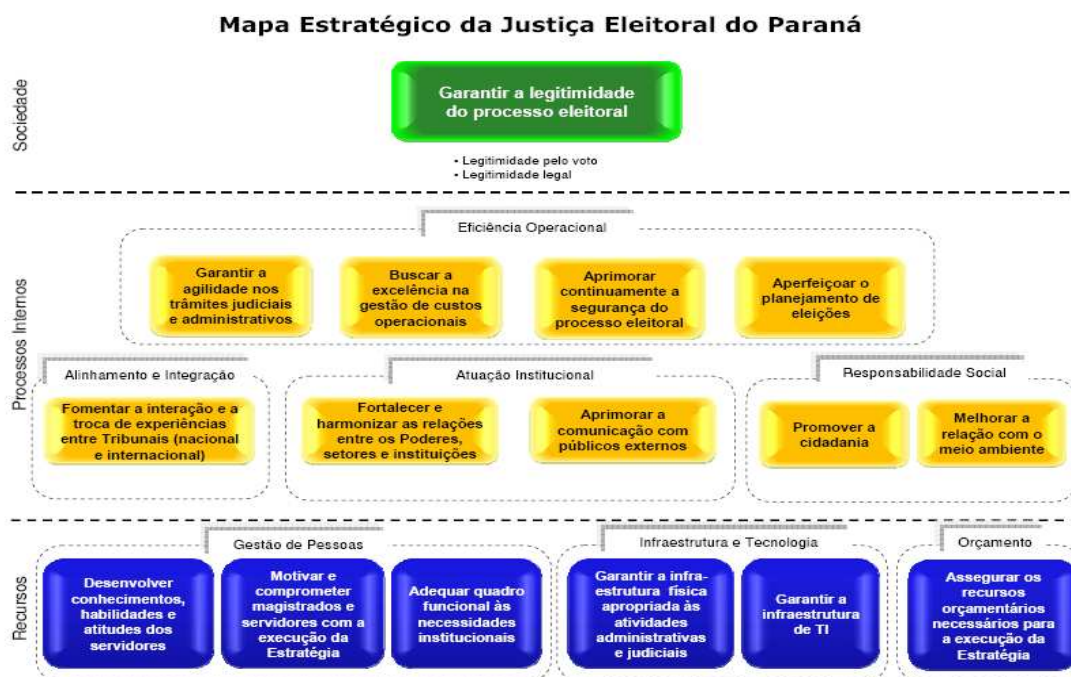 Mapa Estratégico da Justiça Eleitoral do Paraná
Sociedade
Garantir a legitimidade
do processo eleitoral
• Legitimidade pelo voto
• Legitimidade legal
Processos Internos
Eficiência Operacional
Garantir a
agilidade nos
trâmites judiciais
e administrativos
Buscar a
excelência na
gestão de custos
operacionais
Aprimorar
continuamente a
segurança do
processo eleitoral
Aperfeiçoar o
planejamento de
eleições
Alinhamento e Integração
Fomentar a interação e a
troca de experiências
entre Tribunais (nacional
e internacional)
Atuação Institucional
Fortalecer e
harmonizar as relações
entre os Poderes,
setores e instituições
Aprimorar a
comunicação com
públicos externos
Responsabilidade Social
Promover a
cidadania
Melhorar a
relação com o
meio ambiente
Recursos
Gestão de Pessoas
Desenvolver
conhecimentos,
habilidades e
atitudes dos
servidores
Motivar e
comprometer
magistrados e
servidores com a
execução da
Estratégia
Adequar quadro
funcional às
necessidades
institucionais
Infraestrutura e Tecnologia
Garantir a infra-
estrutura física
apropriada às
atividades
administrativas
e judiciais
Garantir a
infraestrutura
de TI
Orçamento
Assegurar os
recursos
orçamentários
necessários para
a execução da
Estratégia